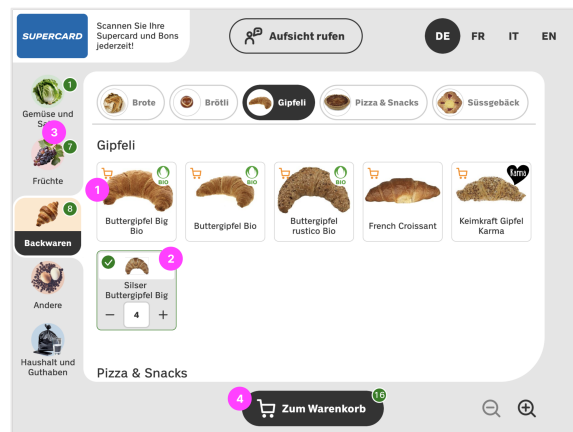 SUPERCARD
Scannen Sie Ihre
Supercard und Bons
jederzeit!
Aufsicht rufen
DE FR IT EN
1
Gemüse und
3
7
Früchte
8
Backwaren
Andere
Haushalt und
Guthaben
Brote
Brötli
Gipfeli
Pizza & Snacks
Süssgebäck
Gipfeli
1
BIO
Buttergipfel Big
Bio
BIO
Buttergipfel Bio
BIO
Buttergipfel
rustico Bio
French Croissant
Karma
Keimkraft Gipfel
Karma
2
Silser
Buttergipfel Big
− 4 +
Pizza & Snacks
4
Zum Warenkorb
16